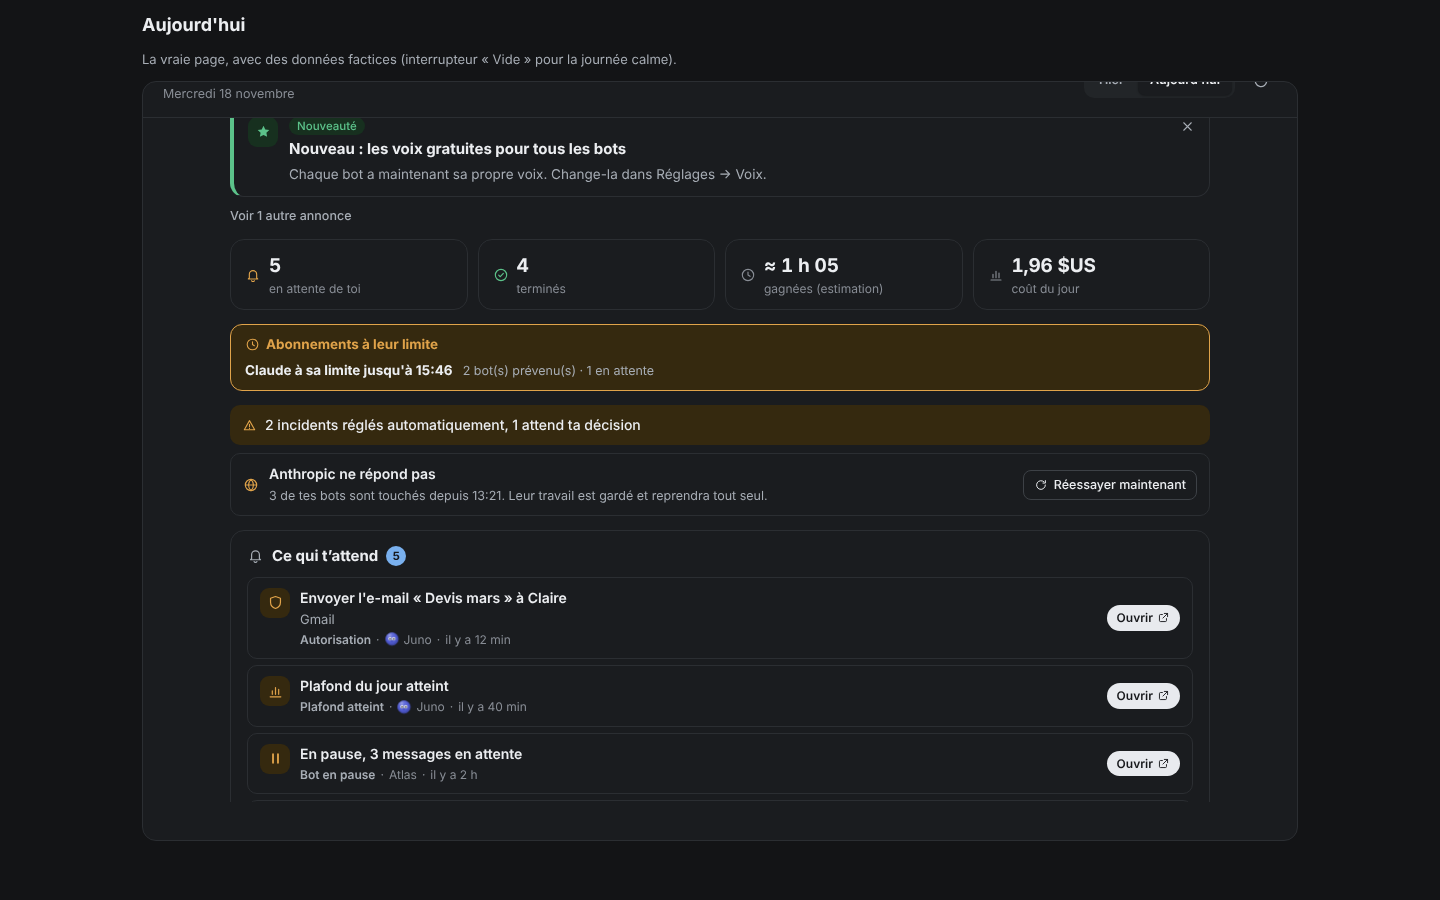 Aujourd'hui
La vraie page, avec des données factices (interrupteur « Vide » pour la journée calme).
Hier Aujourd'hui
Mercredi 18 novembre
Nouveauté
Nouveau : les voix gratuites pour tous les bots
Chaque bot a maintenant sa propre voix. Change-la dans Réglages → Voix.
Voir 1 autre annonce
5
en attente de toi
4
terminés
≈ 1 h 05
gagnées (estimation)
1,96 $US
coût du jour
Abonnements à leur limite
Claude à sa limite jusqu'à 15:46 2 bot(s) prévenu(s) · 1 en attente
2 incidents réglés automatiquement, 1 attend ta décision
Anthropic ne répond pas
3 de tes bots sont touchés depuis 13:21. Leur travail est gardé et reprendra tout seul.
Réessayer maintenant
Ce qui t’attend 5
Envoyer l'e-mail « Devis mars » à Claire
Gmail
Autorisation · Juno · il y a 12 min
Ouvrir
Plafond du jour atteint
Plafond atteint · Juno · il y a 40 min
Ouvrir
En pause, 3 messages en attente
Bot en pause · Atlas · il y a 2 h
Ouvrir